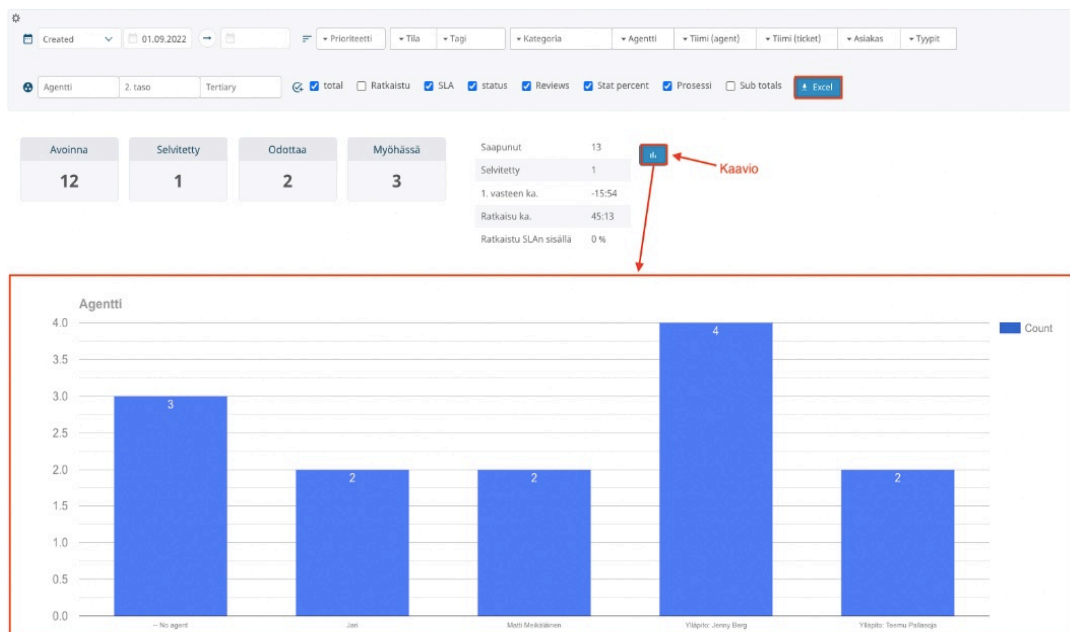 Created 01.09.2022 Prioriteetti Tila Tagi Kategoria Agentti Tiimi (agent) Tiimi (ticket) Asiakas Tyypit
Agentti 2. taso Tertiary total Ratkaistu SLA status Reviews Stat percent Prosessi Sub totals Excel
Avoinna Selvitetty Odottaa Myöhässä
12 1 2 3
Saapunut 13
Selvitetty 1
1. vasteen ka. -15:54
Ratkaisu ka. 45:13
Ratkaistu SLAn sisällä 0 %
Kaavio
Agentti
4.0
3.5
3.0
2.5
2.0
1.5
1.0
0.5
0.0
3 2 2 4 2
Count
-- No agent Jari Matti Meikäläinen Ylläpito: Jenny Berg Ylläpito: Teemu Pallasoja